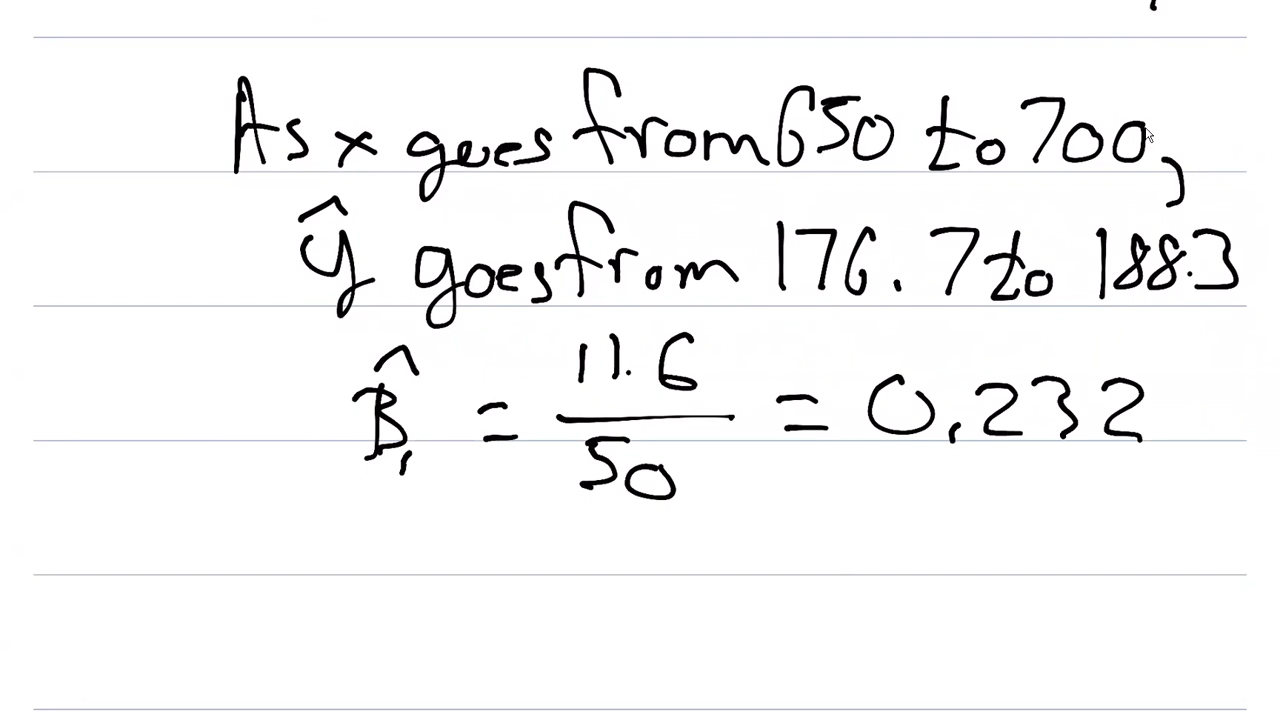 As x goes from 650 to 700,
ŷ goes from 176.7 to 188.3
B̂₁ = 11.6 / 50 = 0.232